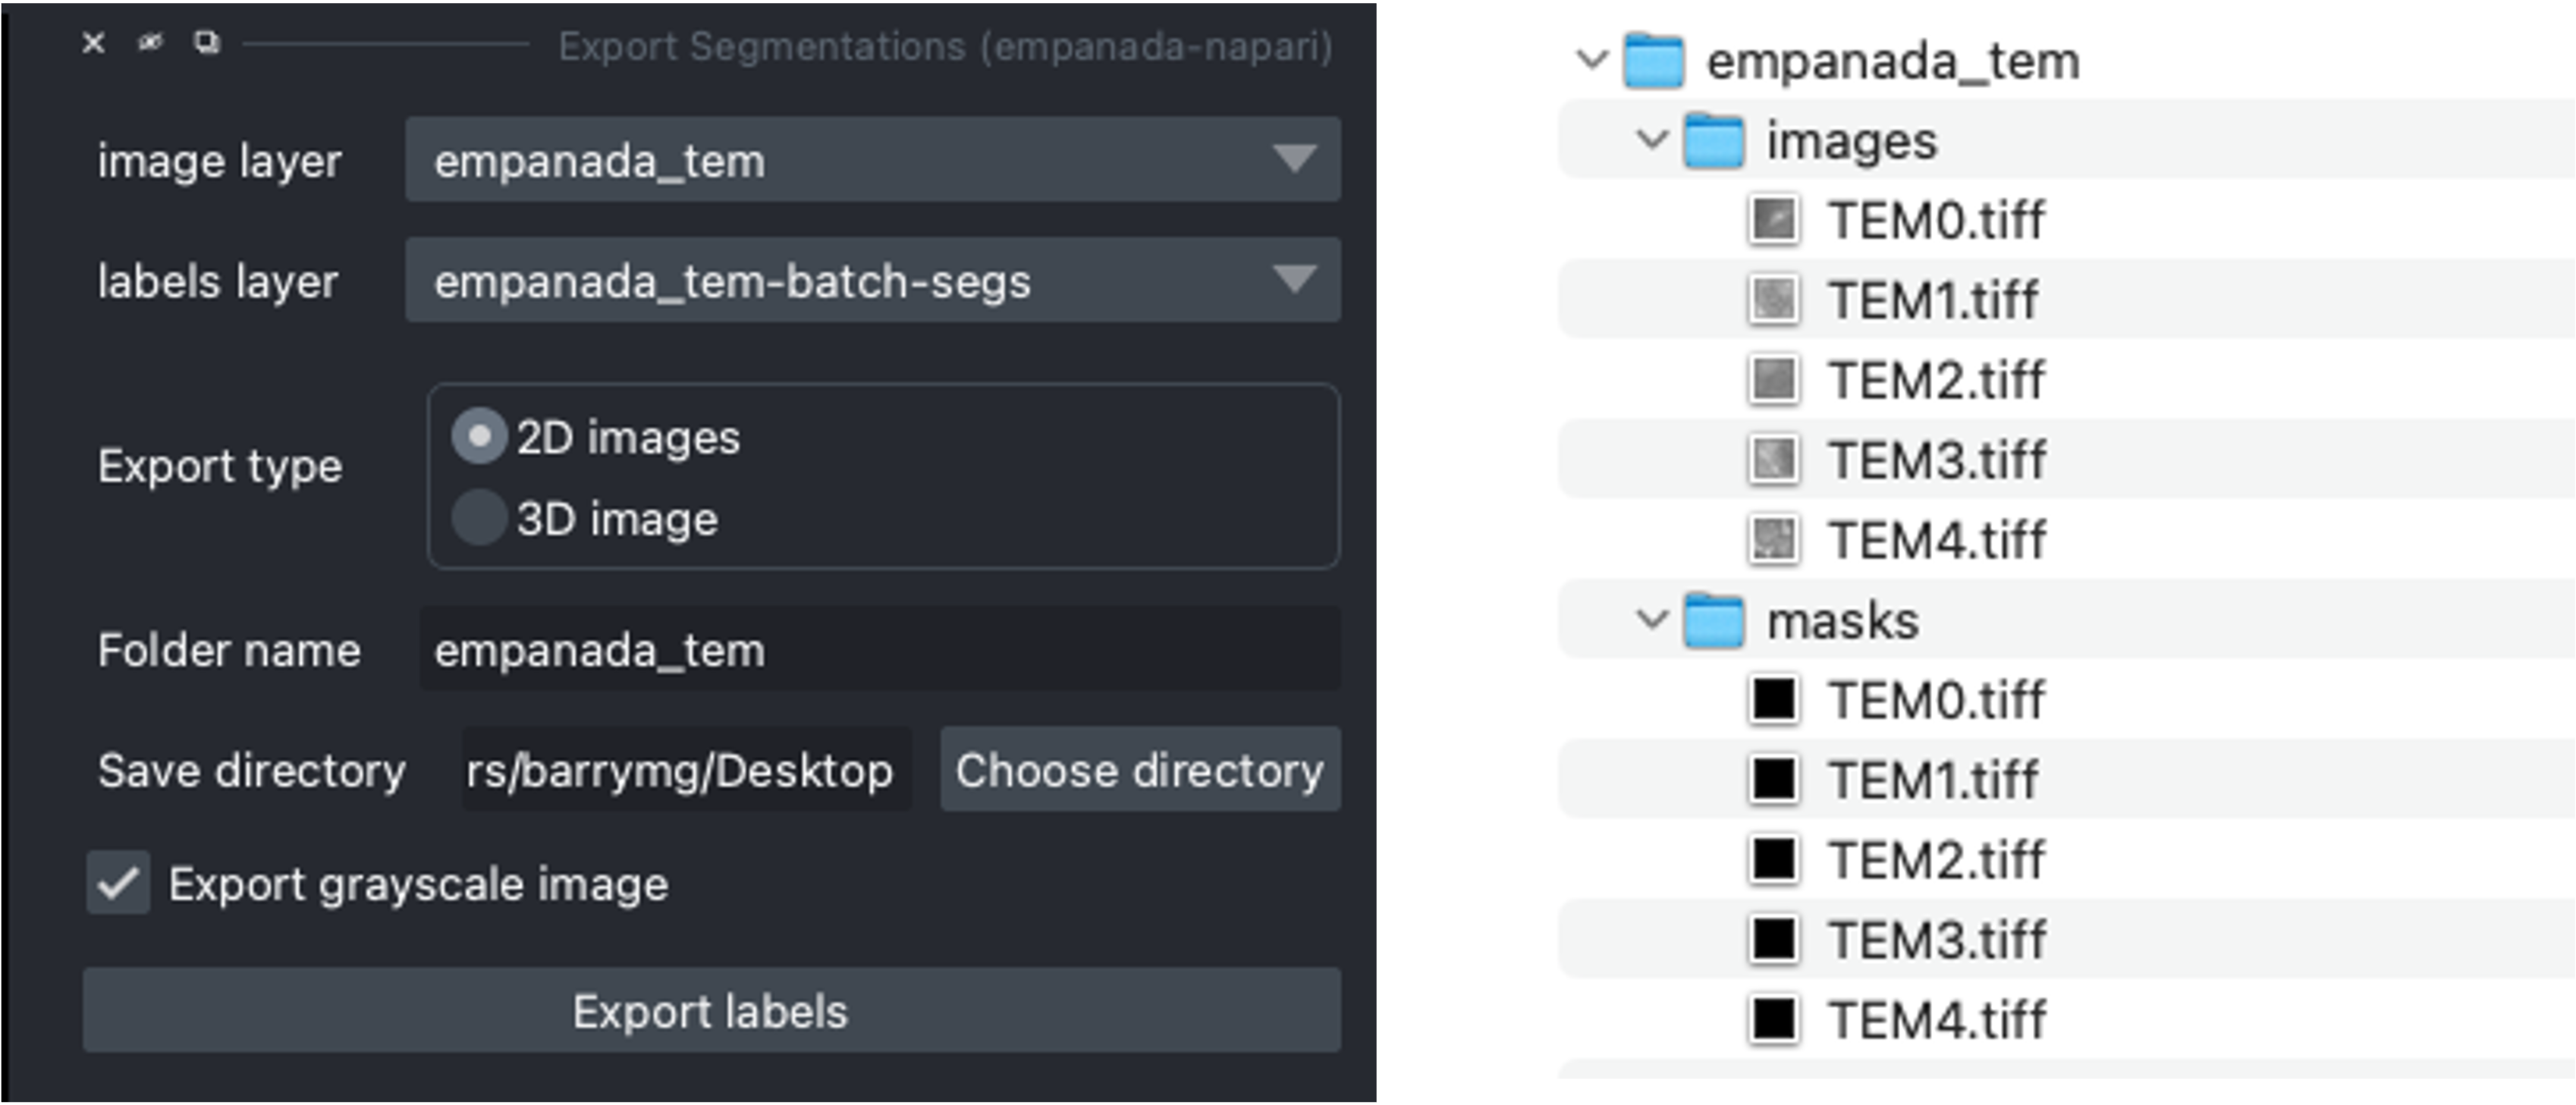 Export Segmentations (empanada-napari)
image layer empanada_tem
labels layer empanada_tem-batch-segs
Export type
2D images
3D image
Folder name empanada_tem
Save directory rs/barrymg/Desktop Choose directory
Export grayscale image
Export labels
empanada_tem
images
TEM0.tiff
TEM1.tiff
TEM2.tiff
TEM3.tiff
TEM4.tiff
masks
TEM0.tiff
TEM1.tiff
TEM2.tiff
TEM3.tiff
TEM4.tiff